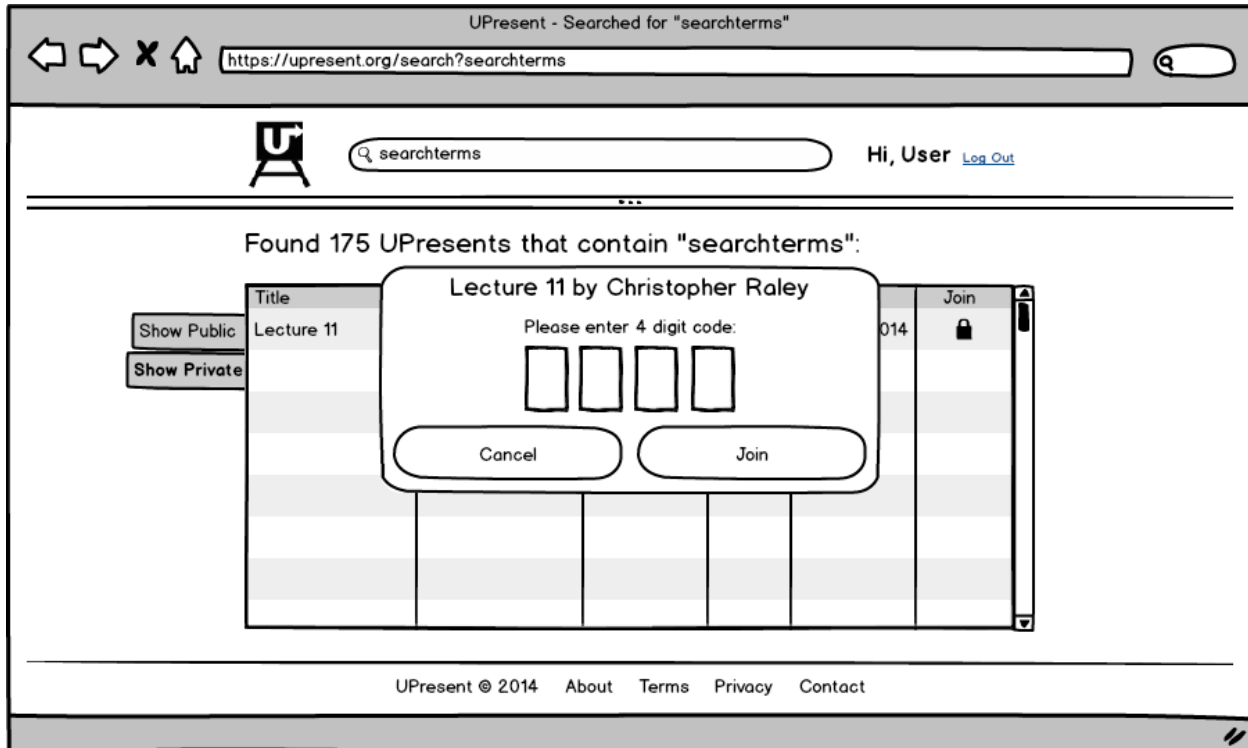 UPresent - Searched for "searchterms"
https://upresent.org/search?searchterms
U
searchterms
Hi, User Log Out
Found 175 UPresents that contain "searchterms":
Lecture 11 by Christopher Raley
Please enter 4 digit code:
Cancel Join
Title Join
Show Public Lecture 11 014
Show Private
UPresent © 2014 About Terms Privacy Contact